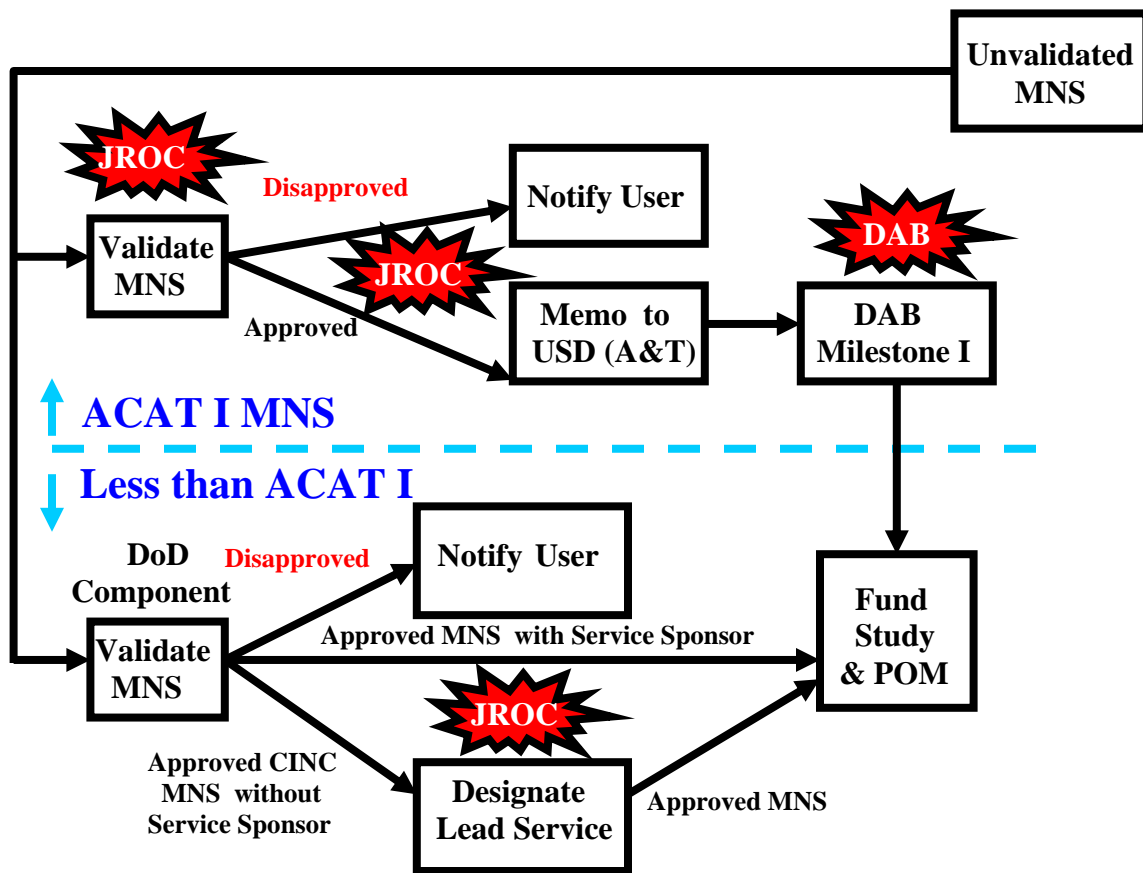 Unvalidated
MNS
JROC
Disapproved
Notify User
Validate
MNS
JROC
DAB
Approved
Memo to
USD (A&T)
DAB
Milestone I
ACAT I MNS
Less than ACAT I
DoD
Component
Disapproved
Notify User
Validate
MNS
Approved MNS with Service Sponsor
Fund
Study
& POM
JROC
Approved CINC
MNS without
Service Sponsor
Designate
Lead Service
Approved MNS